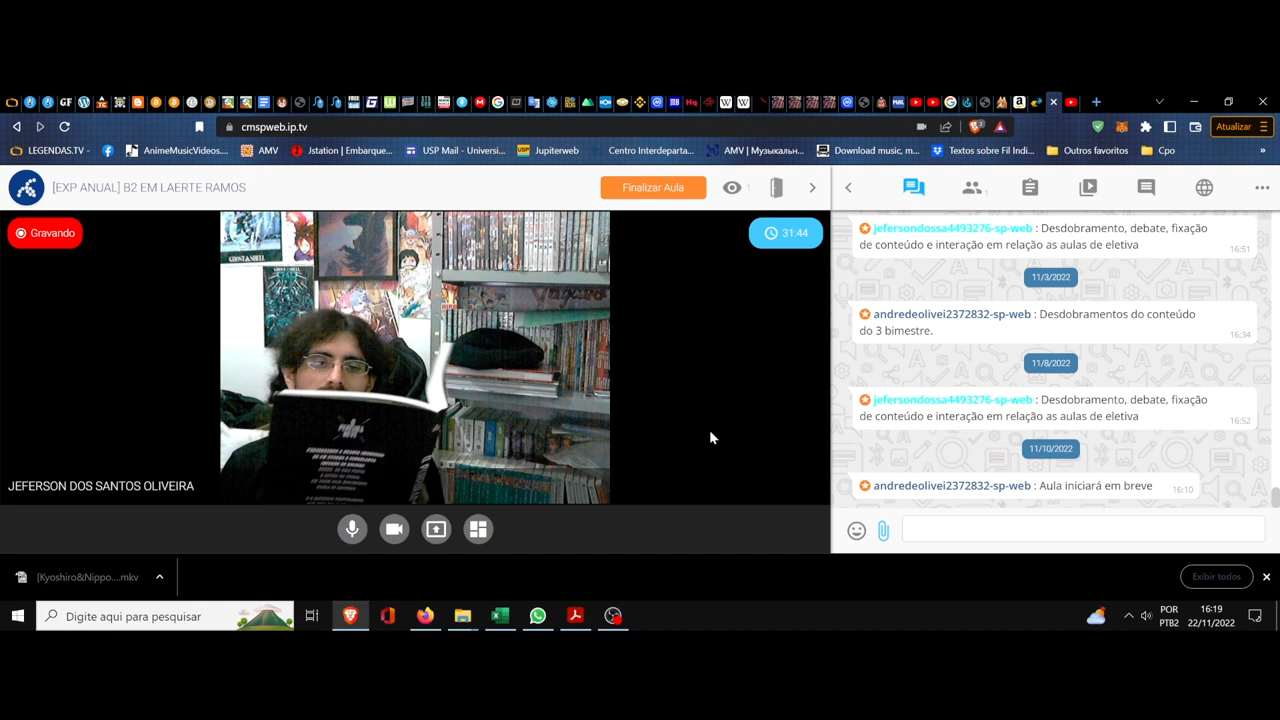 cmspweb.ip.tv
Atualizar
LEGENDAS.TV -
AnimeMusicVideos...
AMV
Jstation | Embarque...
USP Mail - Universi...
Jupiterweb
Centro Interdeparta...
AMV | Музыкальн...
Download music, m...
Textos sobre Fil Indi...
Outros favoritos
Cpo
[EXP ANUAL] B2 EM LAERTE RAMOS
Finalizar Aula
1
1
Gravando
31:44
GHOST SHELL
JEFERSON DOS SANTOS OLIVEIRA
jefersondossa4493276-sp-web : Desdobramento, debate, fixação
de conteúdo e interação em relação as aulas de eletiva
16:51
11/3/2022
andredeolivei2372832-sp-web : Desdobramentos do conteúdo
do 3 bimestre.
16:34
11/8/2022
jefersondossa4493276-sp-web : Desdobramento, debate, fixação
de conteúdo e interação em relação as aulas de eletiva
16:52
11/10/2022
andredeolivei2372832-sp-web : Aula iniciará em breve
16:10
[Kyoshiro&Nippo....mkv
Exibir todos
Digite aqui para pesquisar
POR
PTB2
16:19
22/11/2022